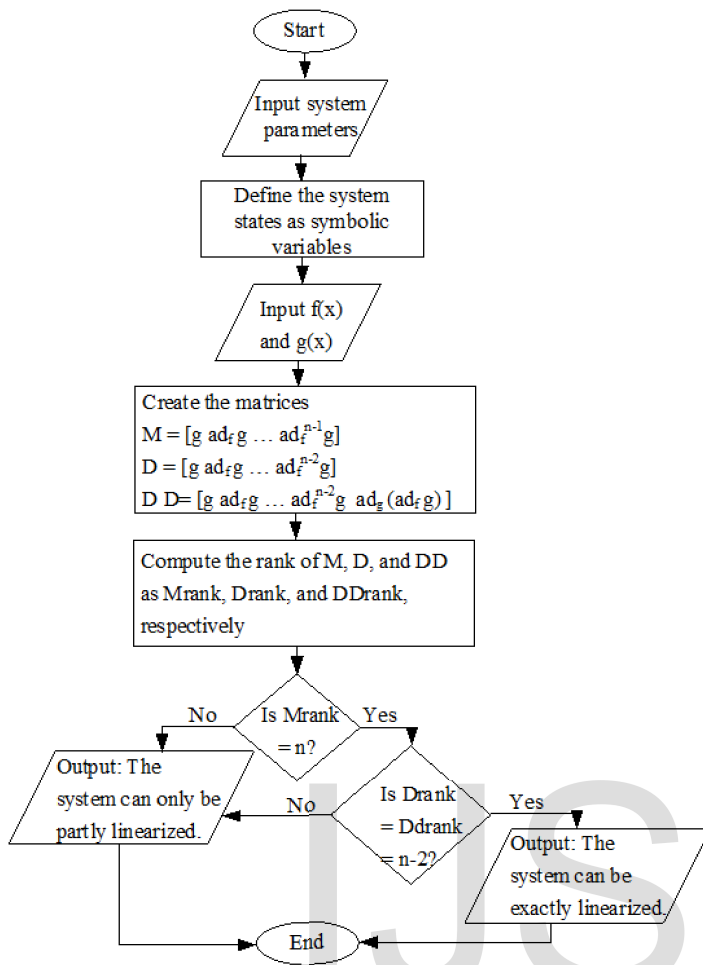 Start
Input system
parameters
Define the system
states as symbolic
variables
Input f(x)
and g(x)
Create the matrices
M = [g ad_f g … ad_f^{n-1}g]
D = [g ad_f g … ad_f^{n-2}g]
D D= [g ad_f g … ad_f^{n-2}g ad_g (ad_f g) ]
Compute the rank of M, D, and DD
as Mrank, Drank, and DDrank,
respectively
Is Mrank
= n?
No
Yes
Output: The
system can only be
partly linearized.
Is Drank
= Ddrank
= n-2?
No
Yes
Output: The
system can be
exactly linearized.
End
IJS